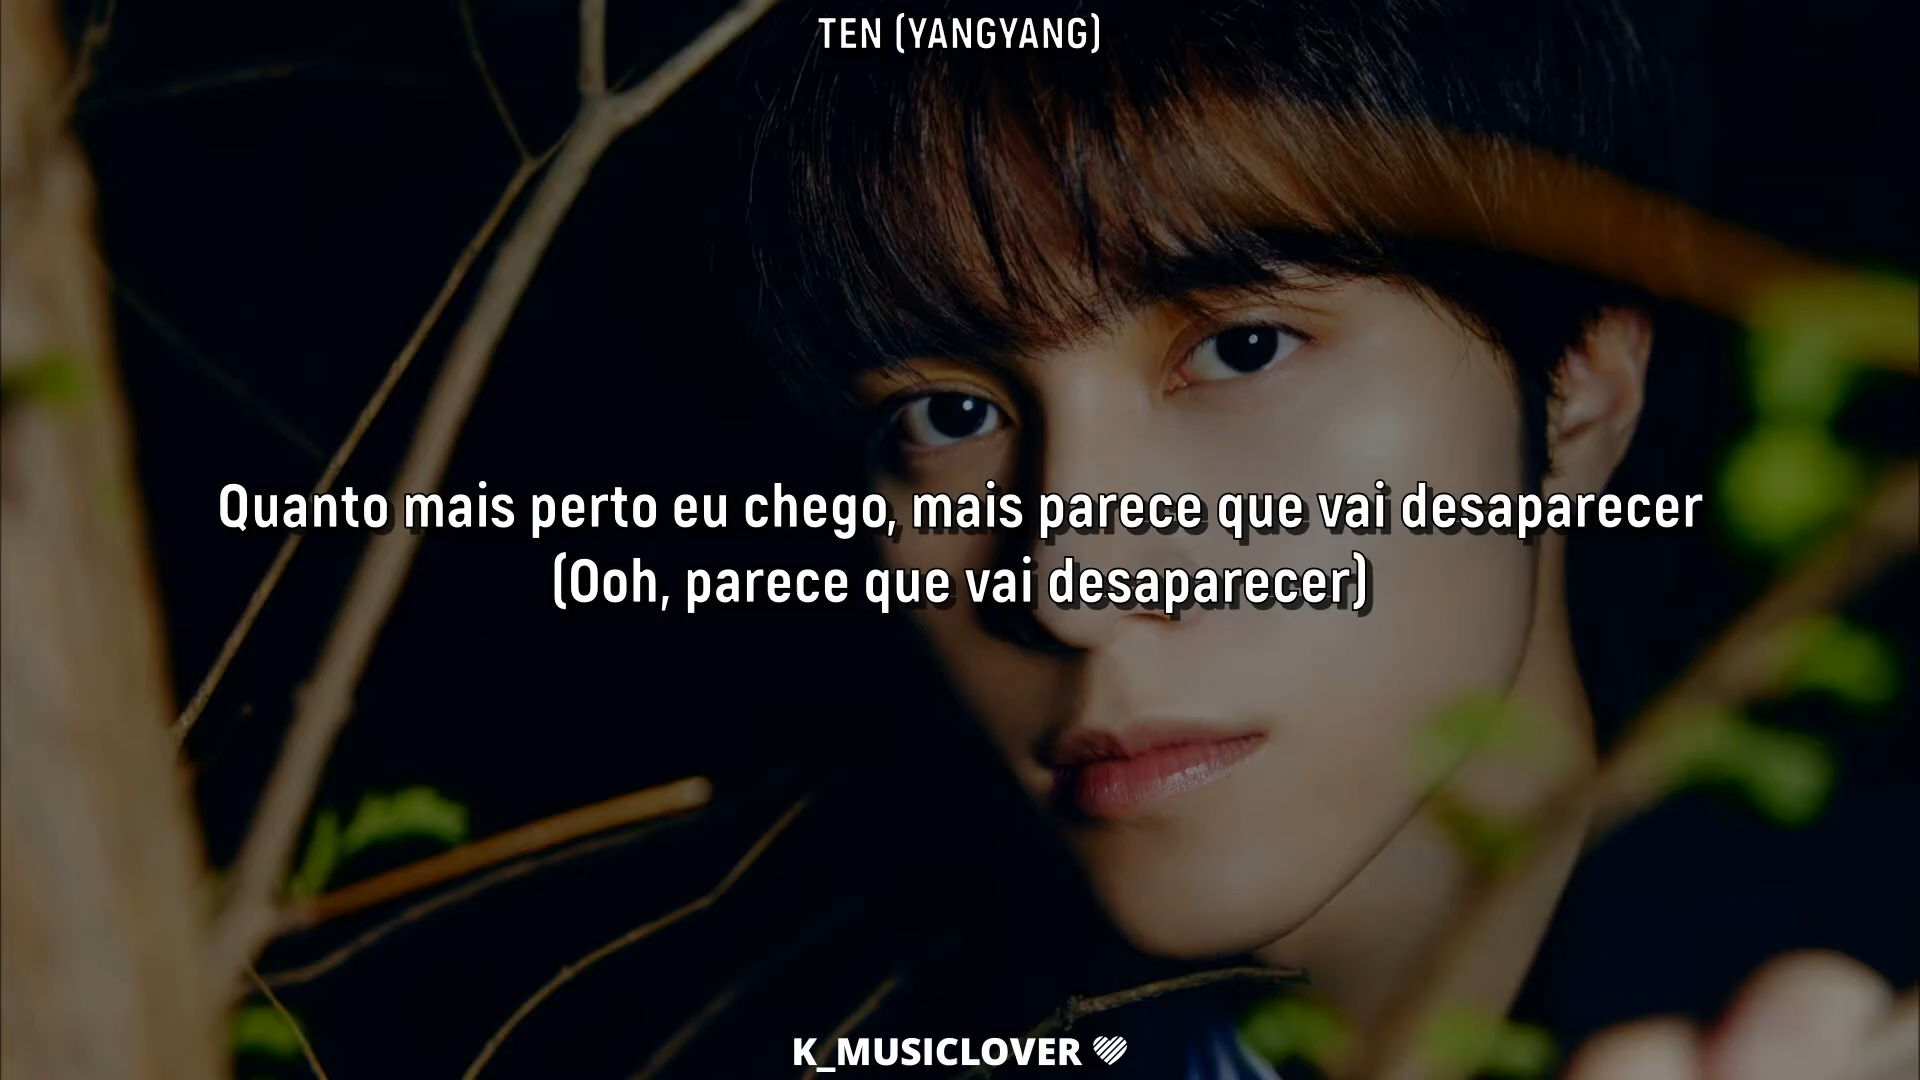 TEN (YANGYANG)
Quanto mais perto eu chego, mais parece que vai desaparecer
(Ooh, parece que vai desaparecer)
K_MUSICLOVER